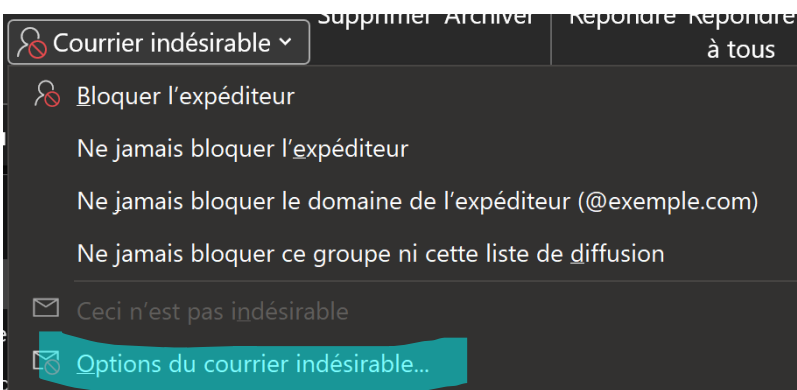 Supprimer Archiver Répondre Répondre
à tous
Courrier indésirable
Bloquer l'expéditeur
Ne jamais bloquer l'expéditeur
Ne jamais bloquer le domaine de l'expéditeur (@exemple.com)
Ne jamais bloquer ce groupe ni cette liste de diffusion
Ceci n'est pas indésirable
Options du courrier indésirable...